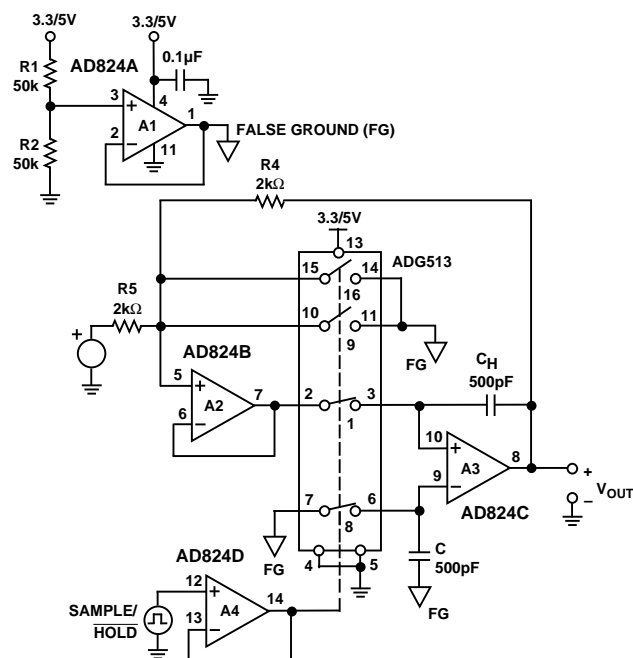 3.3/5V
3.3/5V
R1
50k
AD824A
0.1µF
3
4
1
A1
2
11
R2
50k
FALSE GROUND (FG)
R4
2kΩ
3.3/5V
13
ADG513
15
14
16
R5
2kΩ
10
11
9
FG
AD824B
5
7
A2
6
2
3
1
C_H
500pF
10
A3
8
9
AD824C
+
V_OUT
–
7
6
8
FG
4
5
C
500pF
FG
AD824D
12
14
A4
13
SAMPLE/
HOLD